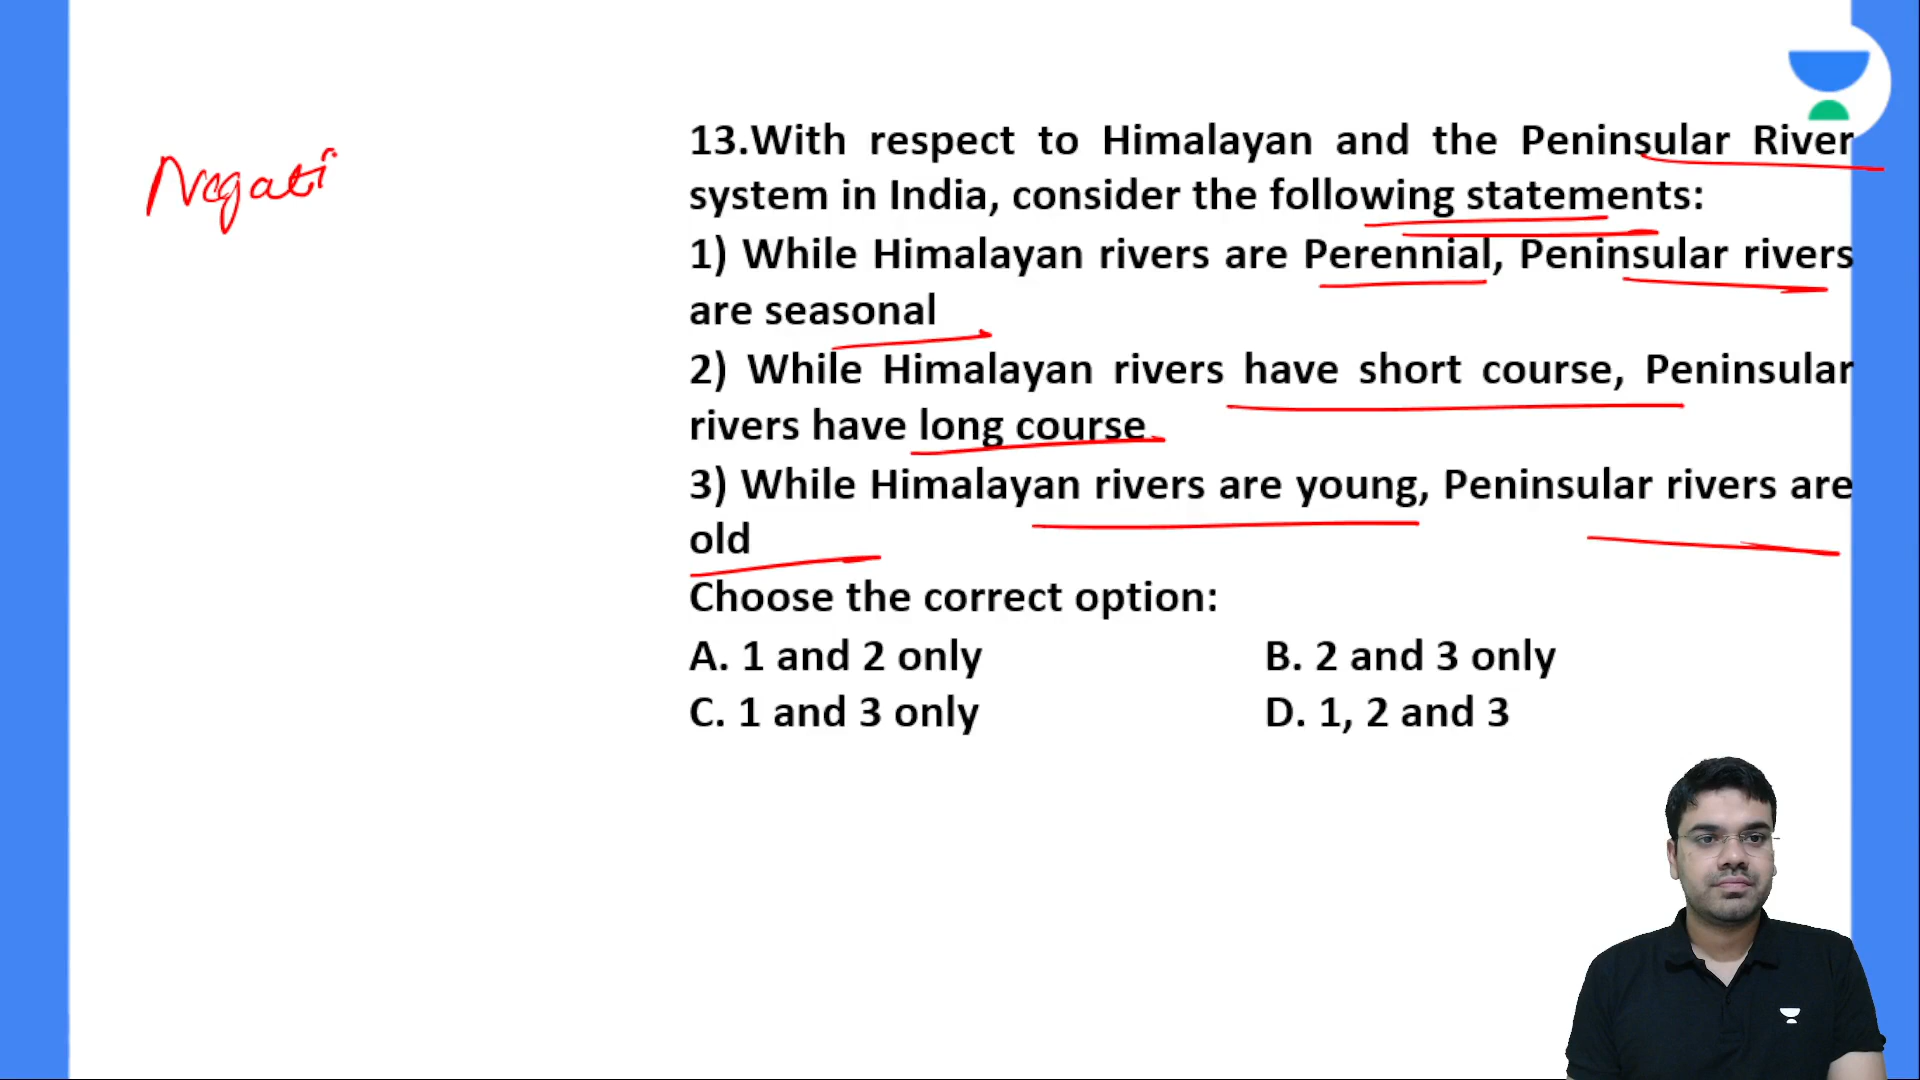 Negati
13.With respect to Himalayan and the Peninsular River
system in India, consider the following statements:
1) While Himalayan rivers are Perennial, Peninsular rivers
are seasonal
2) While Himalayan rivers have short course, Peninsular
rivers have long course
3) While Himalayan rivers are young, Peninsular rivers are
old
Choose the correct option:
A. 1 and 2 only
B. 2 and 3 only
C. 1 and 3 only
D. 1, 2 and 3